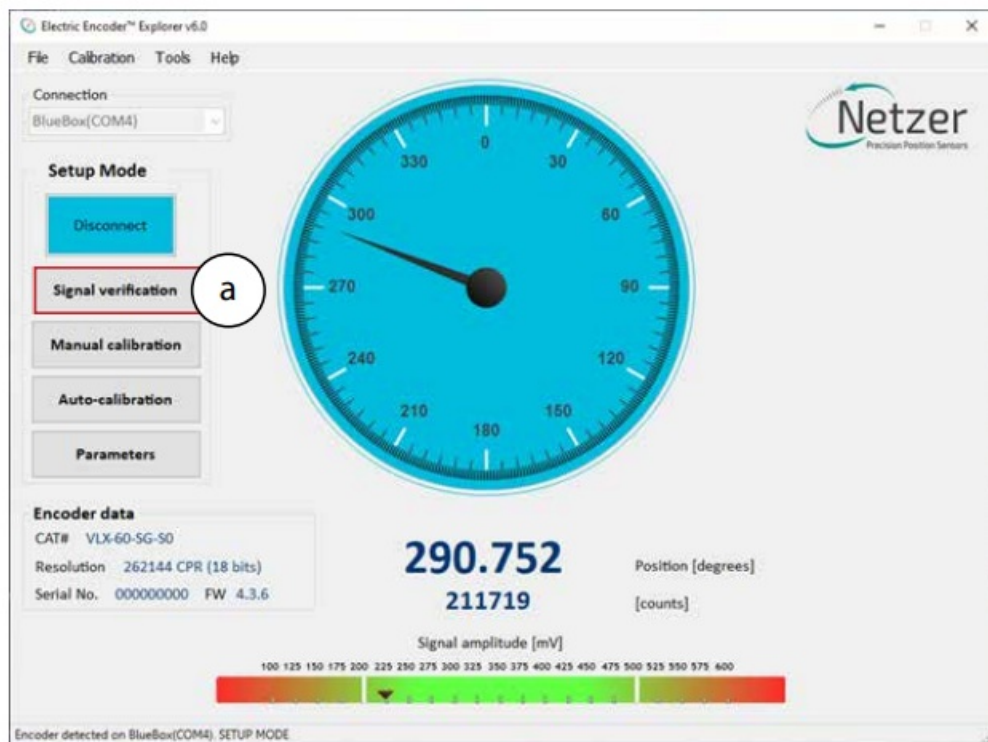 Electric Encoder™ Explorer v6.0
File Calibration Tools Help
Connection
BlueBox(COM4)
Setup Mode
Disconnect
Signal verification
a
Manual calibration
Auto-calibration
Parameters
0
30
60
90
120
150
180
210
240
270
300
330
Netzer
Precision Position Sensors
Encoder data
CAT# VLX-60-SG-S0
Resolution 262144 CPR (18 bits)
Serial No. 000000000 FW 4.3.6
290.752 Position [degrees]
211719 [counts]
Signal amplitude [mV]
100 125 150 175 200 225 250 275 300 325 350 375 400 425 450 475 500 525 550 575 600
Encoder detected on BlueBox(COM4). SETUP MODE